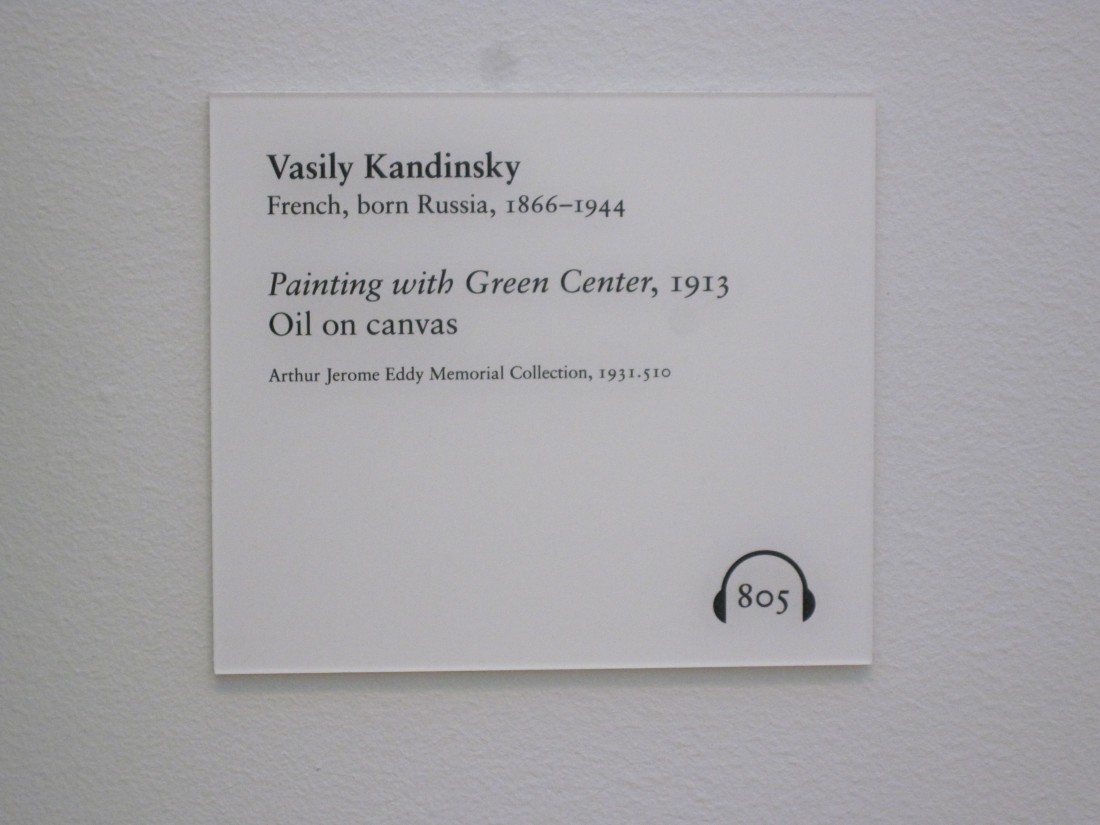 Vasily Kandinsky
French, born Russia, 1866–1944
Painting with Green Center, 1913
Oil on canvas
Arthur Jerome Eddy Memorial Collection, 1931.510
805